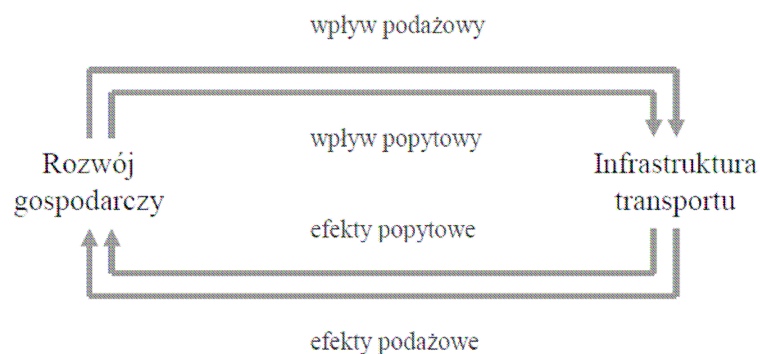 wpływ podażowy
wpływ popytowy
Rozwój
gospodarczy
Infrastruktura
transportu
efekty popytowe
efekty podażowe